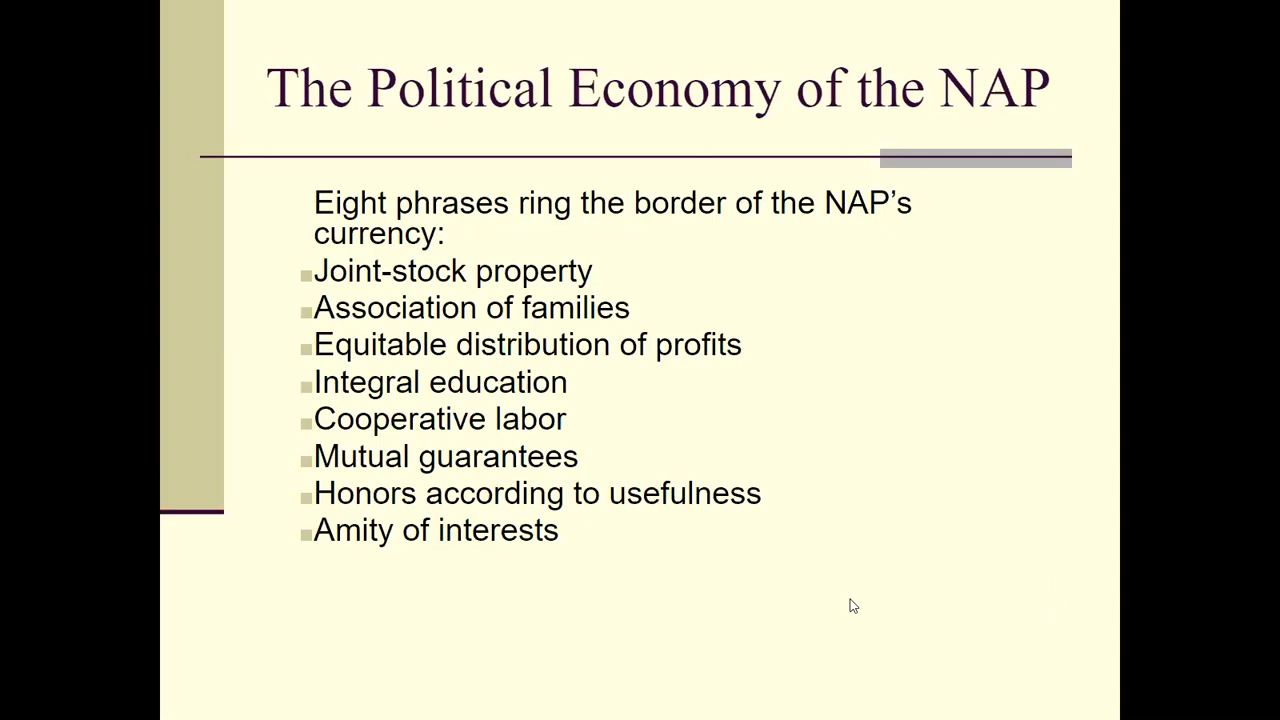 The Political Economy of the NAP
Eight phrases ring the border of the NAP’s
currency:
Joint-stock property
Association of families
Equitable distribution of profits
Integral education
Cooperative labor
Mutual guarantees
Honors according to usefulness
Amity of interests